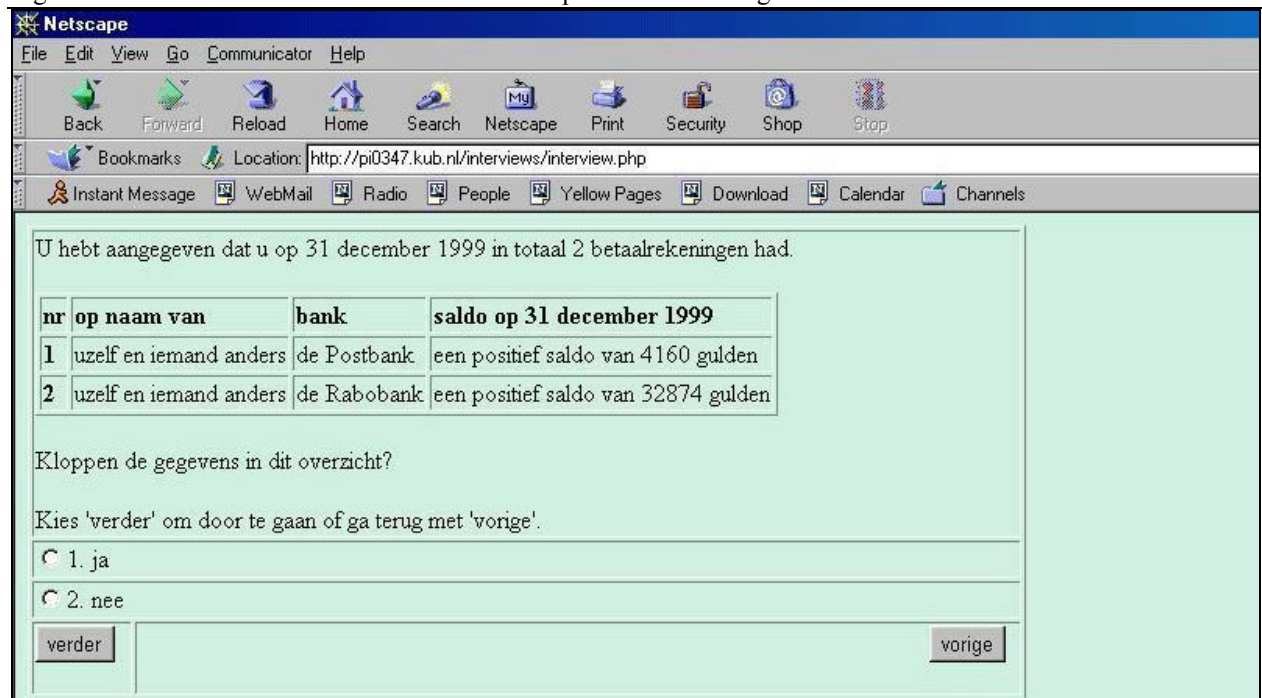 Netscape
File Edit View Go Communicator Help
Back Forward Reload Home Search Netscape Print Security Shop Stop
Bookmarks Location: http://pi0347.kub.nl/interviews/interview.php
Instant Message WebMail Radio People Yellow Pages Download Calendar Channels
U hebt aangegeven dat u op 31 december 1999 in totaal 2 betaalrekeningen had.
nr op naam van bank saldo op 31 december 1999
1 uzelf en iemand anders de Postbank een positief saldo van 4160 gulden
2 uzelf en iemand anders de Rabobank een positief saldo van 32874 gulden
Kloppen de gegevens in dit overzicht?
Kies 'verder' om door te gaan of ga terug met 'vorige'.
1. ja
2. nee
verder vorige